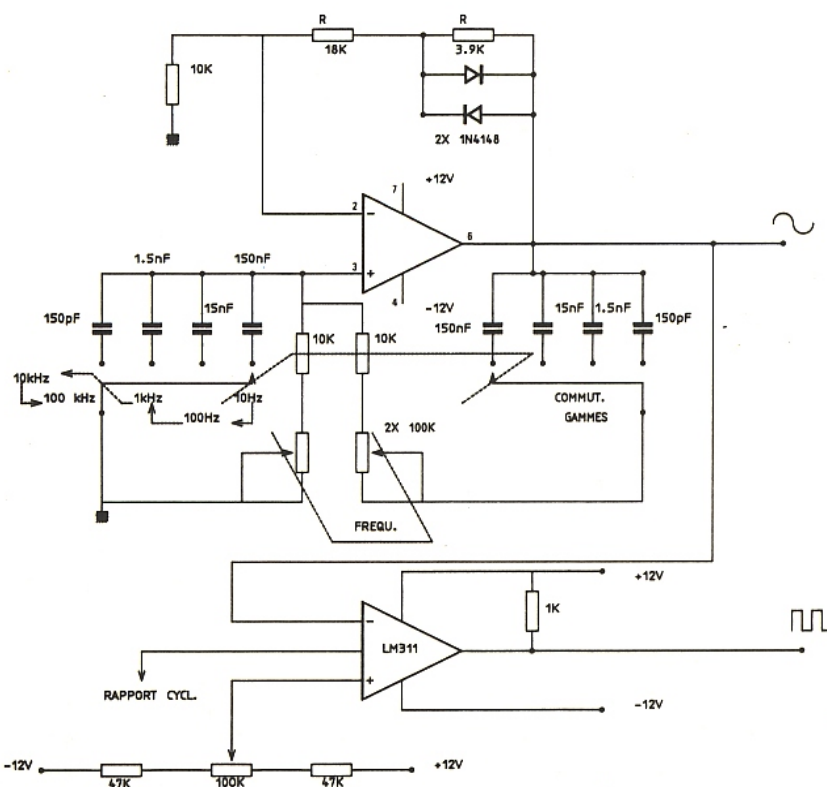 R
R
18K
3.9K
10K
2X 1N4148
+12V
7
2
−
6
3
+
4
-12V
1.5nF
150nF
150pF
15nF
10K
10K
150nF
15nF
1.5nF
150pF
10kHz
100 kHz
1kHz
10Hz
100Hz
COMMUT.
GAMMES
2X 100K
FREQU.
+12V
1K
−
LM311
+
RAPPORT CYCL.
-12V
-12V
+12V
47K
100K
47K